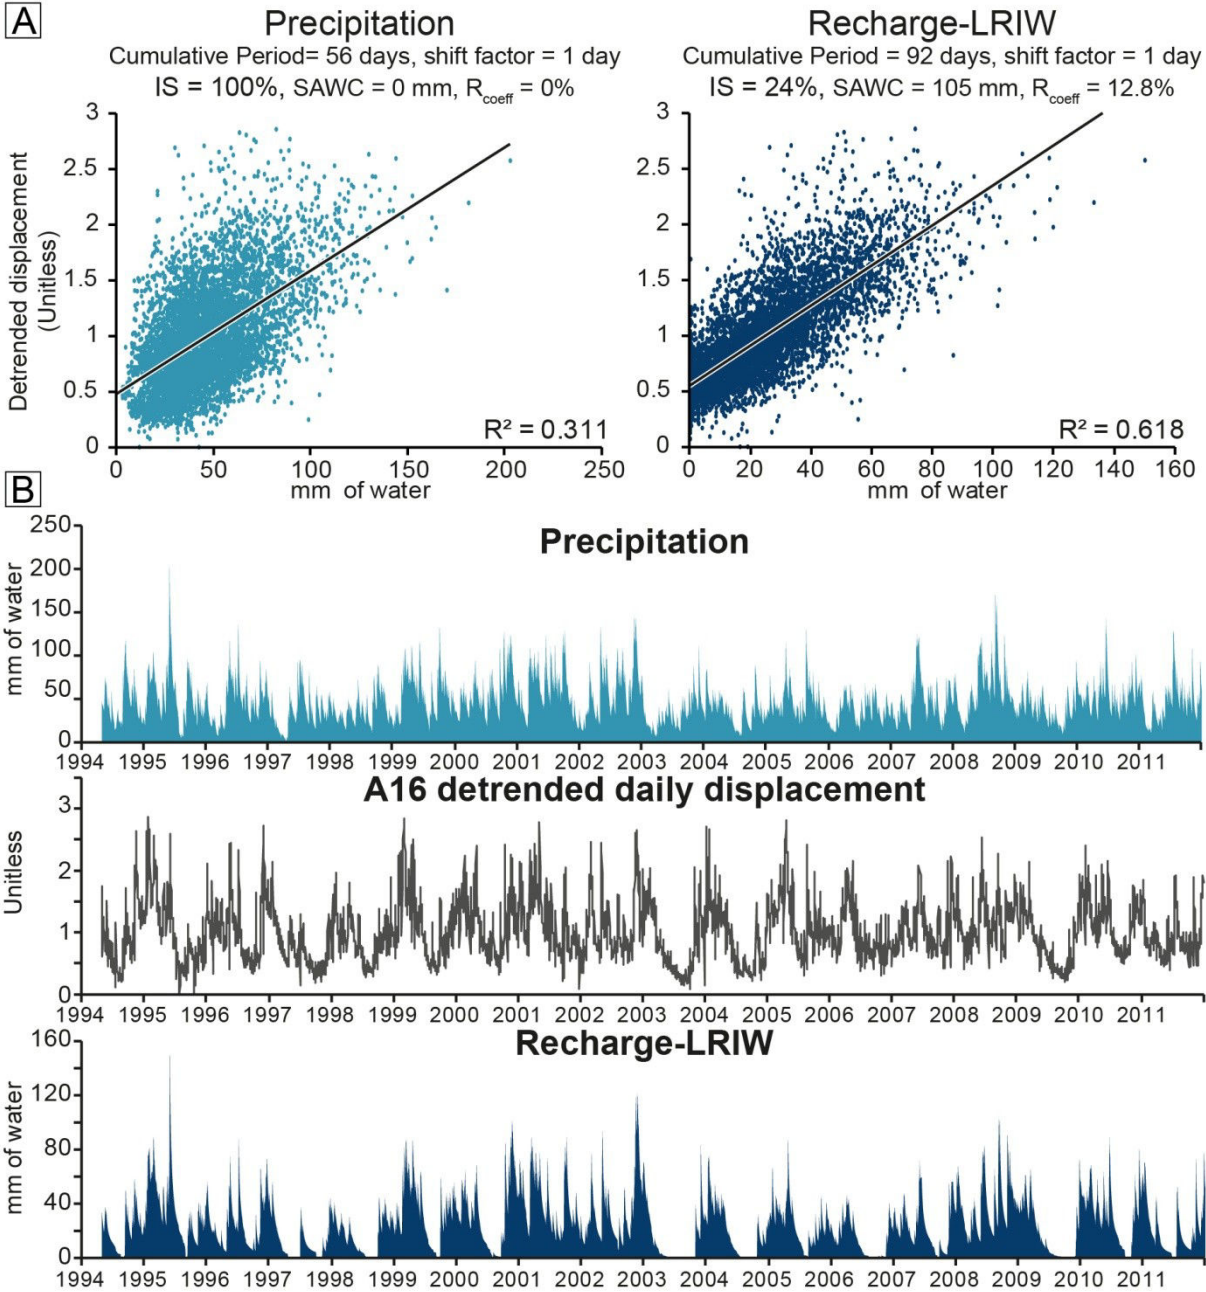 A
Precipitation
Cumulative Period= 56 days, shift factor = 1 day
IS = 100%, SAWC = 0 mm, Rcoeff = 0%
Recharge-LRIW
Cumulative Period = 92 days, shift factor = 1 day
IS = 24%, SAWC = 105 mm, Rcoeff = 12.8%
Detrended displacement
(Unitless)
3
2.5
2
1.5
1
0.5
0
R² = 0.311
0 50 100 150 200 250
mm of water
3
2.5
2
1.5
1
0.5
0
R² = 0.618
0 20 40 60 80 100 120 140 160
mm of water
B
Precipitation
mm of water
250
200
150
100
50
0
1994 1995 1996 1997 1998 1999 2000 2001 2002 2003 2004 2005 2006 2007 2008 2009 2010 2011
A16 detrended daily displacement
Unitless
3
2
1
0
1994 1995 1996 1997 1998 1999 2000 2001 2002 2003 2004 2005 2006 2007 2008 2009 2010 2011
Recharge-LRIW
mm of water
160
120
80
40
0
1994 1995 1996 1997 1998 1999 2000 2001 2002 2003 2004 2005 2006 2007 2008 2009 2010 2011